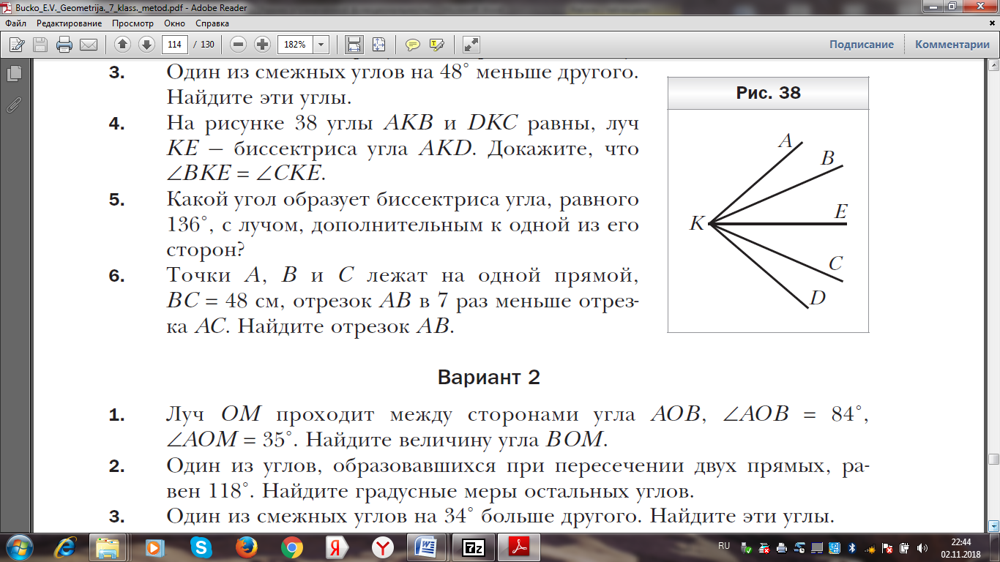 Bucko_E.V._Geometrija._7_klass._metod.pdf - Adobe Reader
Файл Редактирование Просмотр Окно Справка
114 / 130 182% Подписание Комментарии
3. Один из смежных углов на 48° меньше другого.
Найдите эти углы.
4. На рисунке 38 углы AKB и DKC равны, луч
KE – биссектриса угла AKD. Докажите, что
∠BKE = ∠CKE.
5. Какой угол образует биссектриса угла, равного
136°, с лучом, дополнительным к одной из его
сторон?
6. Точки A, B и C лежат на одной прямой,
BC = 48 см, отрезок AB в 7 раз меньше отрез-
ка AC. Найдите отрезок AB.
Рис. 38
A
B
K
E
C
D
Вариант 2
1. Луч OM проходит между сторонами угла AOB, ∠AOB = 84°,
∠AOM = 35°. Найдите величину угла BOM.
2. Один из углов, образовавшихся при пересечении двух прямых, ра-
вен 118°. Найдите градусные меры остальных углов.
3. Один из смежных углов на 34° больше другого. Найдите эти углы.
RU
22:44
02.11.2018